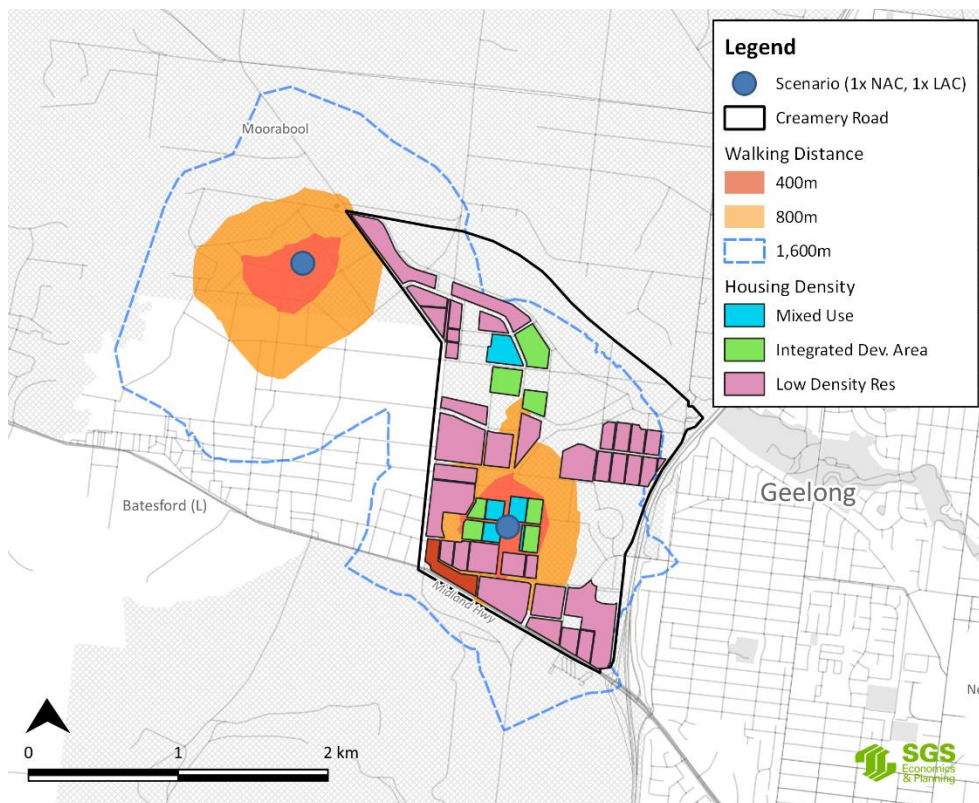 Legend
Scenario (1x NAC, 1x LAC)
Creamery Road
Walking Distance
400m
800m
1,600m
Housing Density
Mixed Use
Integrated Dev. Area
Low Density Res
Moorabool
Geelong
Batesford (L)
Midland Hwy
0 1 2 km
SGS
Economics
& Planning